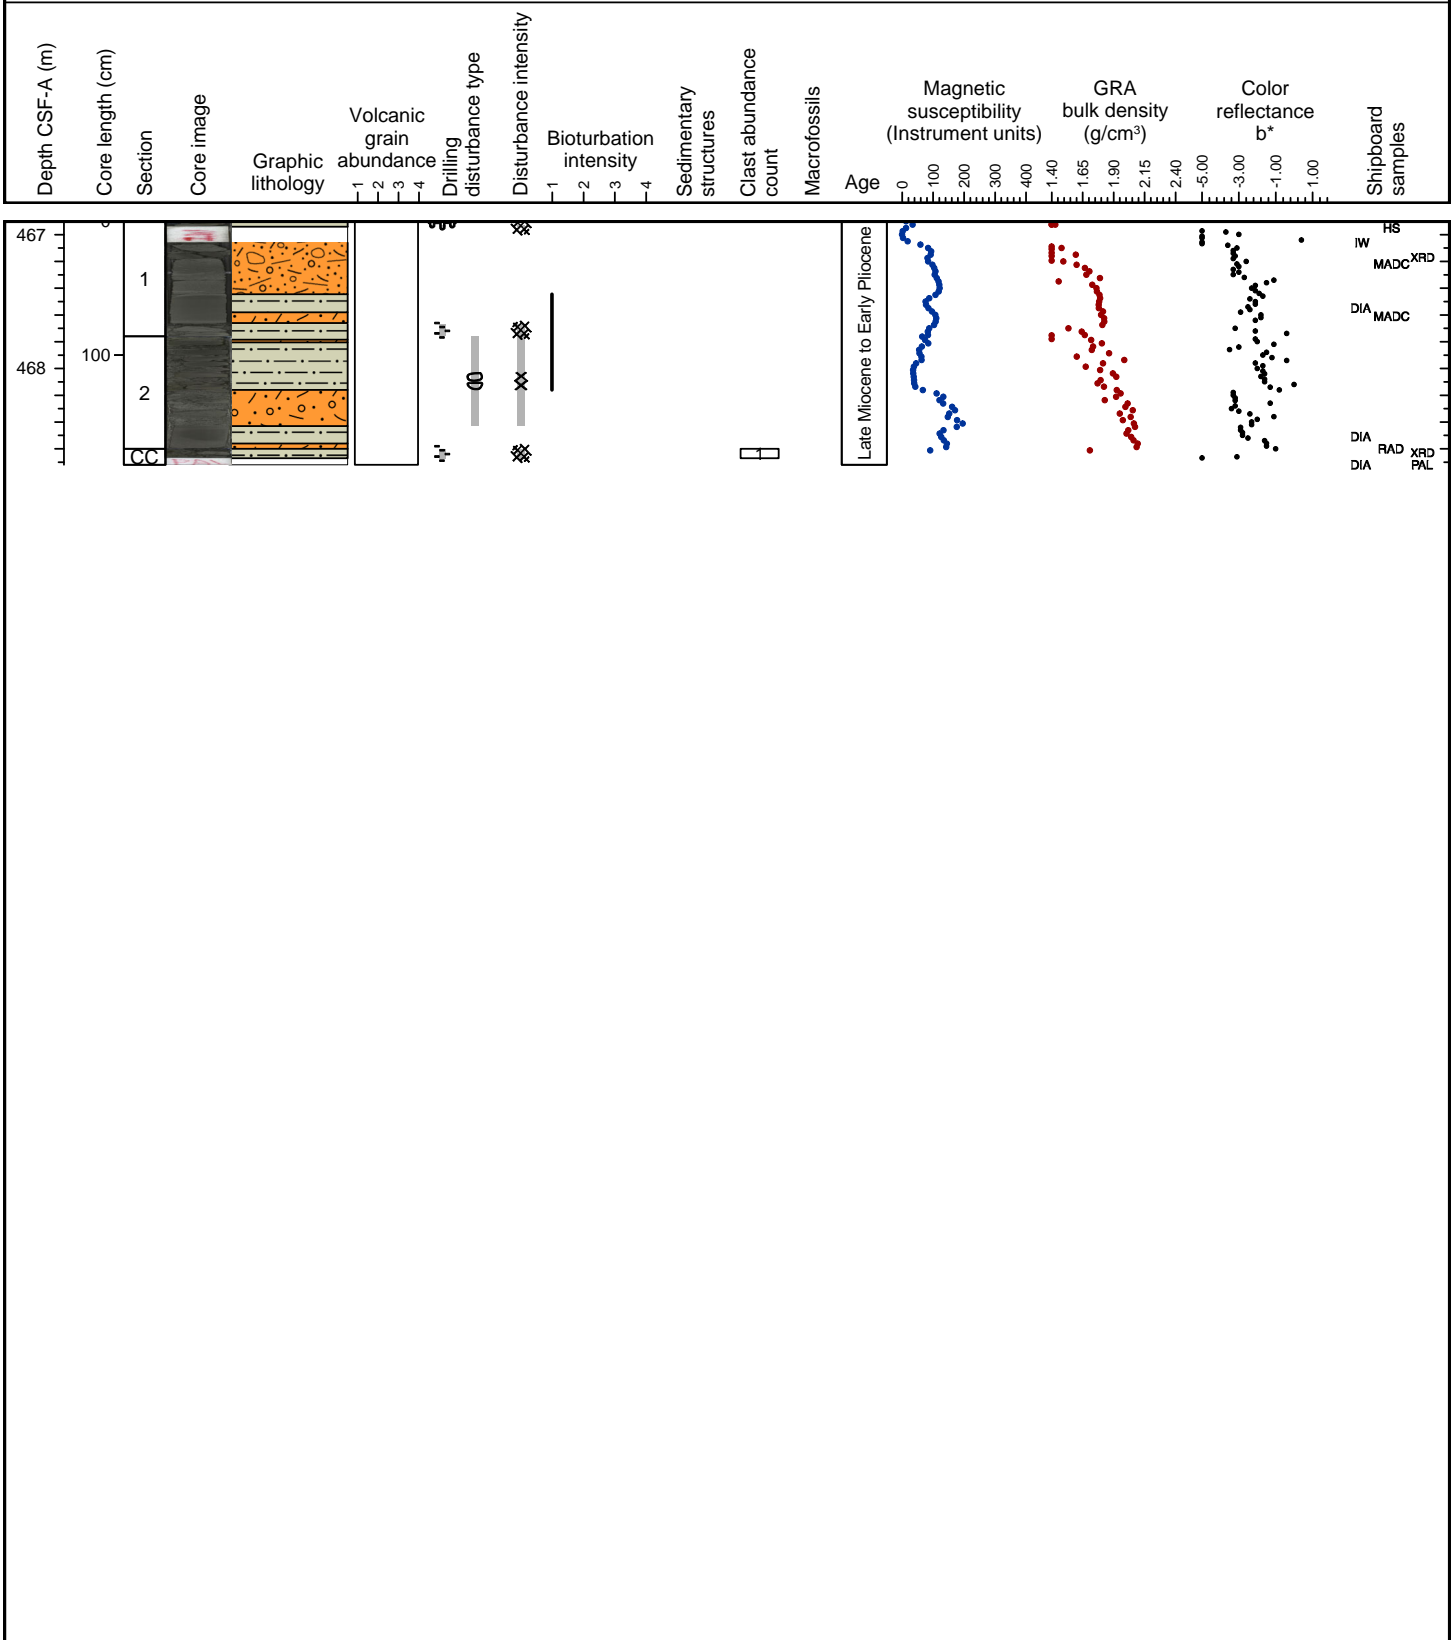 Depth CSF-A (m)
Core length (cm)
Section
Core image
Graphic
lithology
Volcanic
grain
abundance
1 2 3 4
Drilling
disturbance type
Disturbance intensity
Bioturbation
intensity
1 2 3 4
Sedimentary
structures
Clast abundance
count
Macrofossils
Age
Magnetic
susceptibility
(Instrument units)
0 100 200 300 400
GRA
bulk density
(g/cm³)
1.40 1.65 1.90 2.15 2.40
Color
reflectance
b*
-5.00 -3.00 -1.00 1.00
Shipboard
samples
467
468
0
100
1
2
CC
1
Late Miocene to Early Pliocene
HS
IW
XRD
MADC
DIA
MADC
DIA
RAD
XRD
DIA
PAL